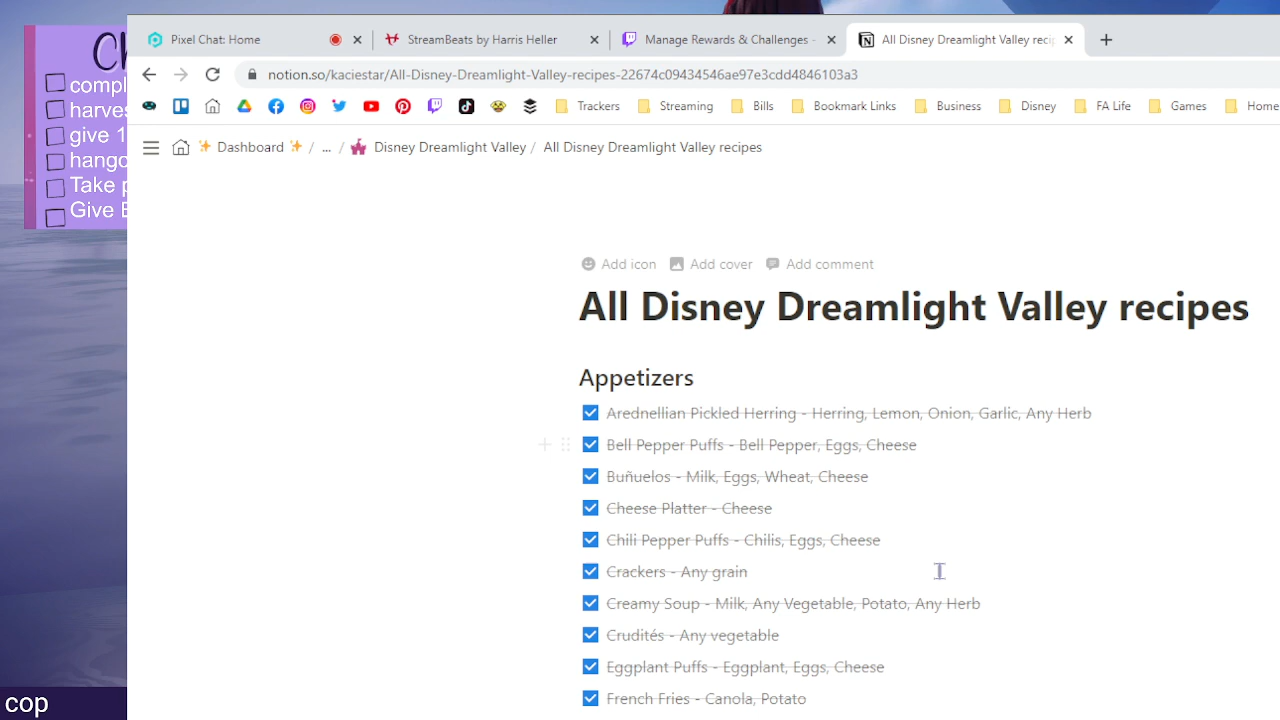 Pixel Chat: Home
StreamBeats by Harris Heller
Manage Rewards & Challenges -
All Disney Dreamlight Valley recip
notion.so/kaciestar/All-Disney-Dreamlight-Valley-recipes-22674c09434546ae97e3cdd4846103a3
Trackers Streaming Bills Bookmark Links Business Disney FA Life Games Home
Dashboard / ... / Disney Dreamlight Valley / All Disney Dreamlight Valley recipes
Ch
compl
harves
give 1
hango
Take p
Give
Add icon Add cover Add comment
All Disney Dreamlight Valley recipes
Appetizers
Arednellian Pickled Herring - Herring, Lemon, Onion, Garlic, Any Herb
Bell Pepper Puffs - Bell Pepper, Eggs, Cheese
Buñuelos - Milk, Eggs, Wheat, Cheese
Cheese Platter - Cheese
Chili Pepper Puffs - Chilis, Eggs, Cheese
Crackers - Any grain
Creamy Soup - Milk, Any Vegetable, Potato, Any Herb
Crudités - Any vegetable
Eggplant Puffs - Eggplant, Eggs, Cheese
French Fries - Canola, Potato
cop